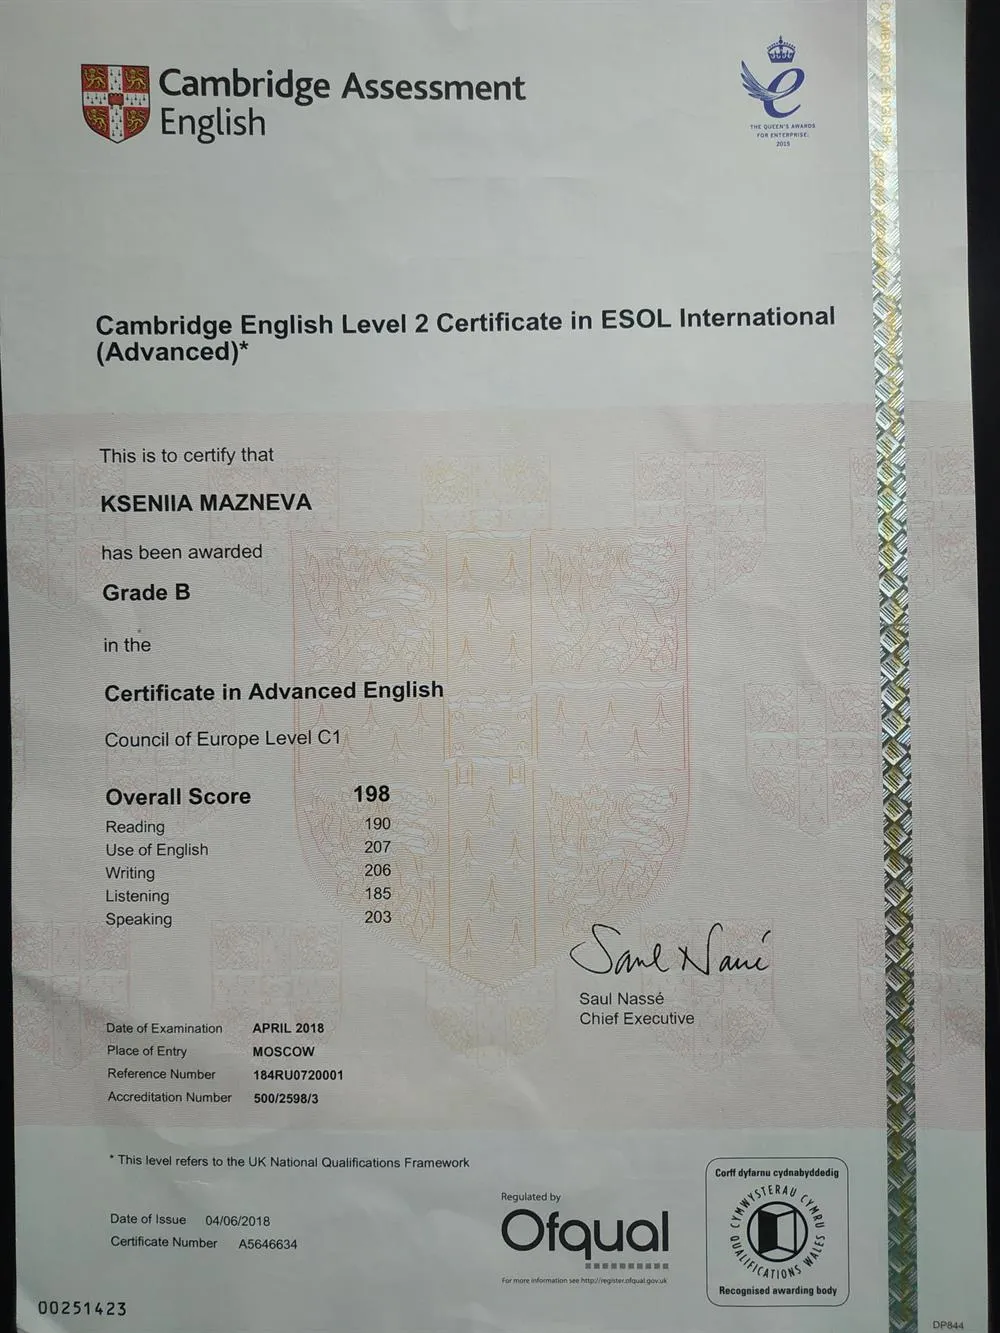 Cambridge Assessment
English
THE QUEEN'S AWARDS
FOR ENTERPRISE:
2015
Cambridge English Level 2 Certificate in ESOL International
(Advanced)*
This is to certify that
KSENIIA MAZNEVA
has been awarded
Grade B
in the
Certificate in Advanced English
Council of Europe Level C1
Overall Score 198
Reading 190
Use of English 207
Writing 206
Listening 185
Speaking 203
Saul Nassé
Saul Nassé
Chief Executive
Date of Examination APRIL 2018
Place of Entry MOSCOW
Reference Number 184RU0720001
Accreditation Number 500/2598/3
* This level refers to the UK National Qualifications Framework
Date of Issue 04/06/2018
Certificate Number A5646634
Regulated by
Ofqual
For more information see http://register.ofqual.gov.uk
Corff dyfarnu cydnabyddedig
CYMWYSTERAU CYMRU
QUALIFICATIONS WALES
Recognised awarding body
00251423
DP844
CAMBRIDGE ENGLISH